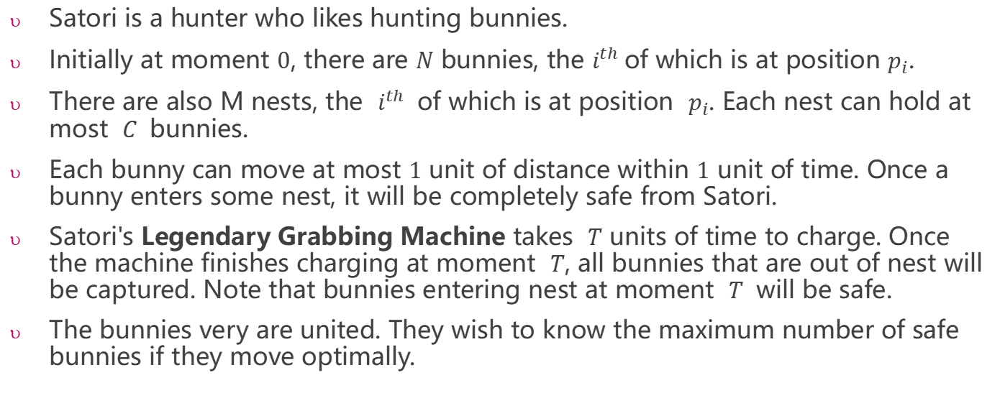 υ Satori is a hunter who likes hunting bunnies.
υ Initially at moment 0, there are N bunnies, the i^th of which is at position p_i.
υ There are also M nests, the i^th of which is at position p_i. Each nest can hold at
most C bunnies.
υ Each bunny can move at most 1 unit of distance within 1 unit of time. Once a
bunny enters some nest, it will be completely safe from Satori.
υ Satori's Legendary Grabbing Machine takes T units of time to charge. Once
the machine finishes charging at moment T, all bunnies that are out of nest will
be captured. Note that bunnies entering nest at moment T will be safe.
υ The bunnies very are united. They wish to know the maximum number of safe
bunnies if they move optimally.